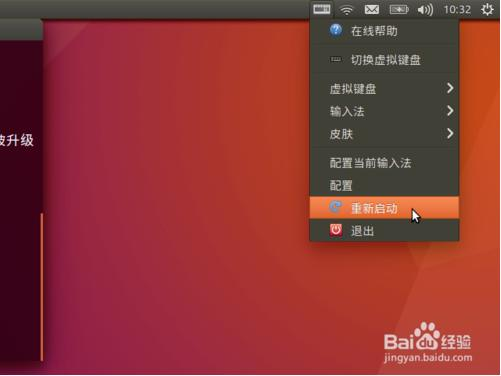 10:32
在线帮助
切换虚拟键盘
虚拟键盘
输入法
皮肤
配置当前输入法
配置
重新启动
退出
被升级
Baidu经验
jingyan.baidu.com